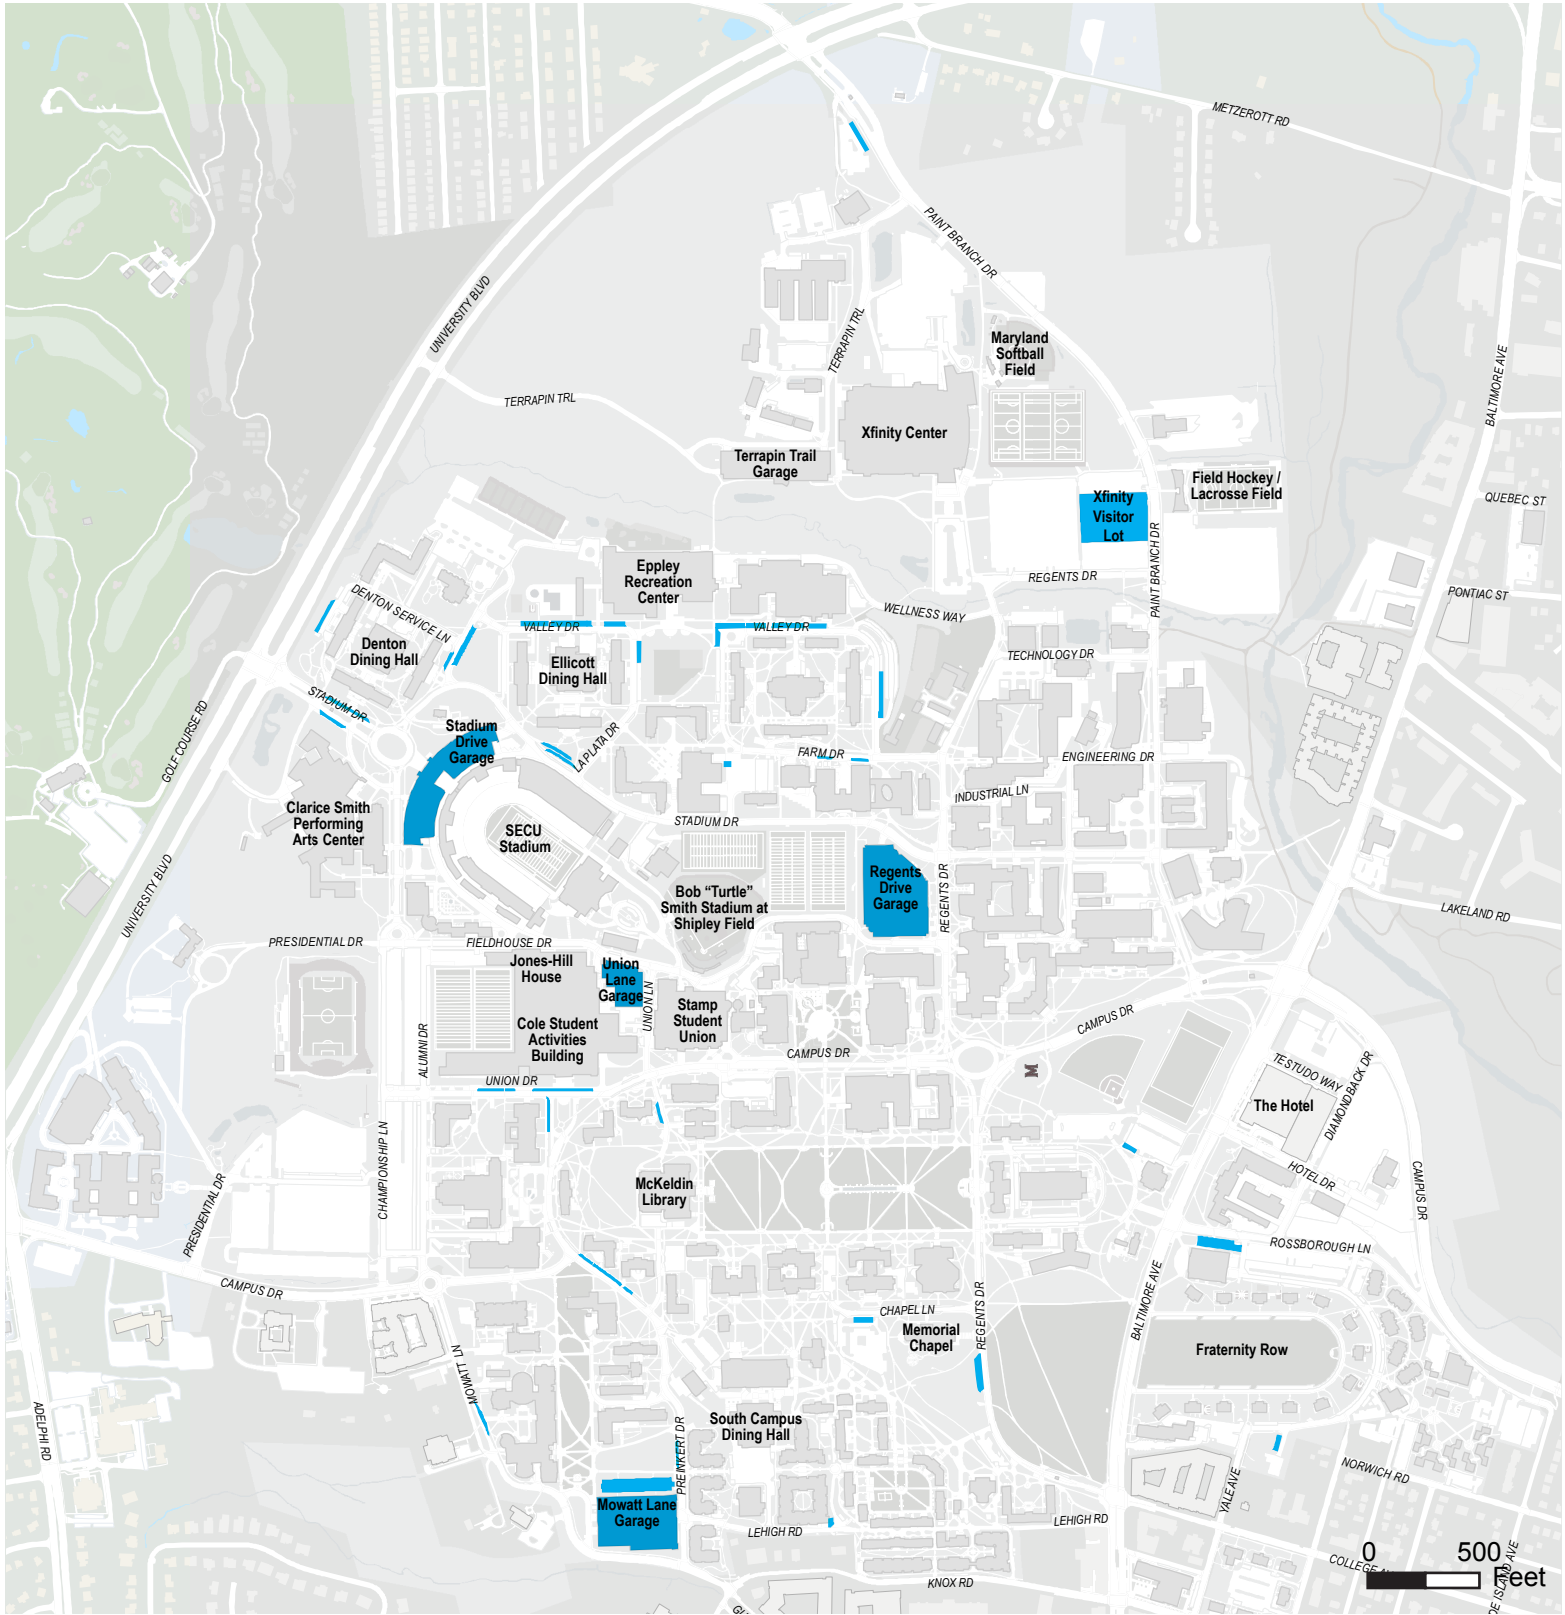 METZEROTT RD
PAINT BRANCH DR
UNIVERSITY BLVD
TERRAPIN TRL
BALTIMORE AVE
Maryland
Softball
Field
TERRAPIN TRL
Xfinity Center
Terrapin Trail
Garage
Field Hockey /
Lacrosse Field
QUEBEC ST
Xfinity
Visitor
Lot
PAINT BRANCH DR
Eppley
Recreation
Center
REGENTS DR
PONTIAC ST
DENTON SERVICE LN
WELLNESS WAY
VALLEY DR
VALLEY DR
Denton
Dining Hall
Ellicott
Dining Hall
TECHNOLOGY DR
STADIUM DR
GOLF COURSE RD
Stadium
Drive
Garage
LA PLATA DR
FARM DR
ENGINEERING DR
INDUSTRIAL LN
Clarice Smith
Performing
Arts Center
SECU
Stadium
STADIUM DR
UNIVERSITY BLVD
Regents
Drive
Garage
REGENTS DR
Bob “Turtle”
Smith Stadium at
Shipley Field
LAKELAND RD
PRESIDENTIAL DR
FIELDHOUSE DR
Jones-Hill
House
Union
Lane
Garage
UNION LN
Stamp
Student
Union
Cole Student
Activities
Building
ALUMNI DR
CAMPUS DR
CAMPUS DR
M
TESTUDO WAY
DIAMONDBACK DR
UNION DR
The Hotel
CHAMPIONSHIP LN
PRESIDENTIAL DR
McKeldin
Library
HOTEL DR
CAMPUS DR
ROSSBOROUGH LN
CAMPUS DR
BALTIMORE AVE
REGENTS DR
CHAPEL LN
Memorial
Chapel
Fraternity Row
MOWATT LN
ADELPHI RD
South Campus
Dining Hall
PREINKERT DR
NORWICH RD
YALE AVE
Mowatt Lane
Garage
LEHIGH RD
LEHIGH RD
KNOX RD
COLLEGE
DE ISLAND AVE
0 500
Feet